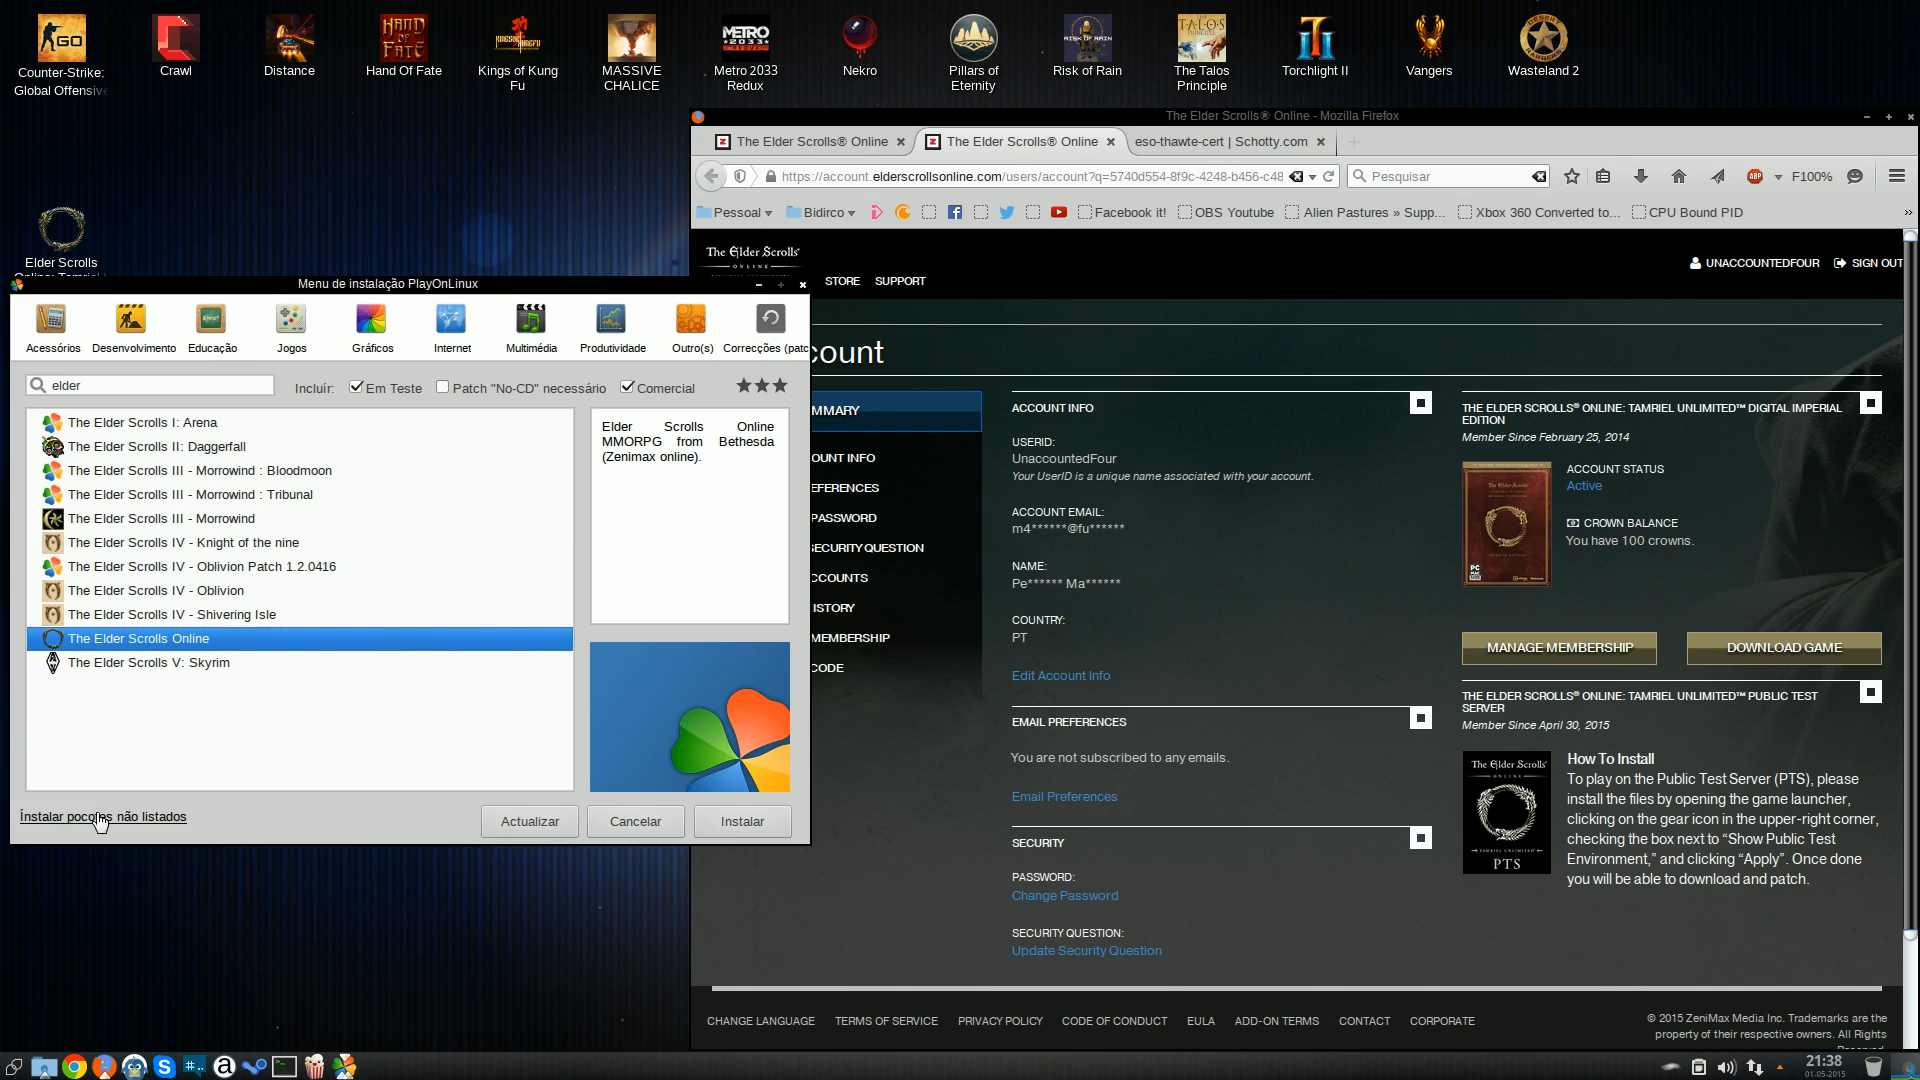 Counter-Strike:
Global Offensive
Crawl
Distance
Hand Of Fate
Kings of Kung
Fu
MASSIVE
CHALICE
Metro 2033
Redux
Nekro
Pillars of
Eternity
Risk of Rain
The Talos
Principle
Torchlight II
Vangers
Wasteland 2
Elder Scrolls
The Elder Scrolls® Online - Mozilla Firefox
The Elder Scrolls® Online
The Elder Scrolls® Online
eso-thawte-cert | Schotty.com
https://account.elderscrollsonline.com/users/account?q=5740d554-8f9c-4248-b456-c48
Pesquisar
ABP
F100%
Pessoal
Bidirco
Facebook it!
OBS Youtube
Alien Pastures » Supp...
Xbox 360 Converted to...
CPU Bound PID
»
The Elder Scrolls®
ONLINE
STORE
SUPPORT
UNACCOUNTEDFOUR
SIGN OUT
Menu de instalação PlayOnLinux
Acessórios
Desenvolvimento
Educação
Jogos
Gráficos
Internet
Multimédia
Produtividade
Outro(s)
Correcções (patc
elder
Incluír:
Em Teste
Patch "No-CD" necessário
Comercial
The Elder Scrolls I: Arena
The Elder Scrolls II: Daggerfall
The Elder Scrolls III - Morrowind : Bloodmoon
The Elder Scrolls III - Morrowind : Tribunal
The Elder Scrolls III - Morrowind
The Elder Scrolls IV - Knight of the nine
The Elder Scrolls IV - Oblivion Patch 1.2.0416
The Elder Scrolls IV - Oblivion
The Elder Scrolls IV - Shivering Isle
The Elder Scrolls Online
The Elder Scrolls V: Skyrim
Elder Scrolls Online
MMORPG from Bethesda
(Zenimax online).
Ínstalar pocotes não listados
Actualizar
Cancelar
Instalar
count
MMARY
OUNT INFO
EFERENCES
PASSWORD
SECURITY QUESTION
CCOUNTS
ISTORY
MEMBERSHIP
CODE
ACCOUNT INFO
USERID:
UnaccountedFour
Your UserID is a unique name associated with your account.
ACCOUNT EMAIL:
m4******@fu******
NAME:
Pe****** Ma******
COUNTRY:
PT
Edit Account Info
EMAIL PREFERENCES
You are not subscribed to any emails.
Email Preferences
SECURITY
PASSWORD:
Change Password
SECURITY QUESTION:
Update Security Question
THE ELDER SCROLLS® ONLINE: TAMRIEL UNLIMITED™ DIGITAL IMPERIAL
EDITION
Member Since February 25, 2014
ACCOUNT STATUS
Active
CROWN BALANCE
You have 100 crowns.
MANAGE MEMBERSHIP
DOWNLOAD GAME
THE ELDER SCROLLS® ONLINE: TAMRIEL UNLIMITED™ PUBLIC TEST
SERVER
Member Since April 30, 2015
The Elder Scrolls®
ONLINE
TAMRIEL UNLIMITED
PTS
How To Install
To play on the Public Test Server (PTS), please
install the files by opening the game launcher,
clicking on the gear icon in the upper-right corner,
checking the box next to “Show Public Test
Environment,” and clicking “Apply”. Once done
you will be able to download and patch.
CHANGE LANGUAGE
TERMS OF SERVICE
PRIVACY POLICY
CODE OF CONDUCT
EULA
ADD-ON TERMS
CONTACT
CORPORATE
© 2015 ZeniMax Media Inc. Trademarks are the
property of their respective owners. All Rights
21:38
01-05-2015